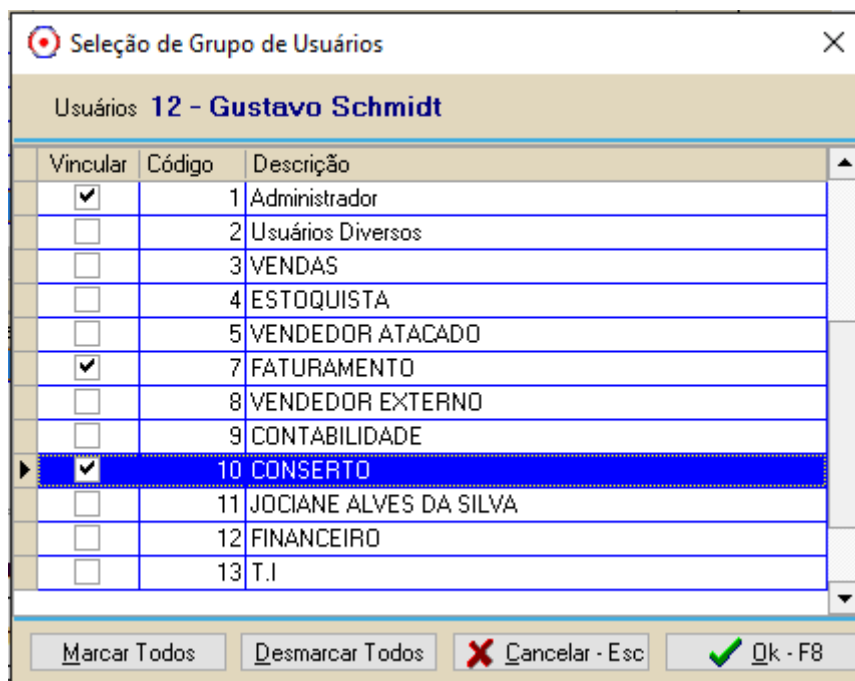 Seleção de Grupo de Usuários
Usuários 12 - Gustavo Schmidt
Vincular Código Descrição
1 Administrador
2 Usuários Diversos
3 VENDAS
4 ESTOQUISTA
5 VENDEDOR ATACADO
7 FATURAMENTO
8 VENDEDOR EXTERNO
9 CONTABILIDADE
10 CONSERTO
11 JOCIANE ALVES DA SILVA
12 FINANCEIRO
13 T.I
Marcar Todos Desmarcar Todos Cancelar - Esc Ok - F8